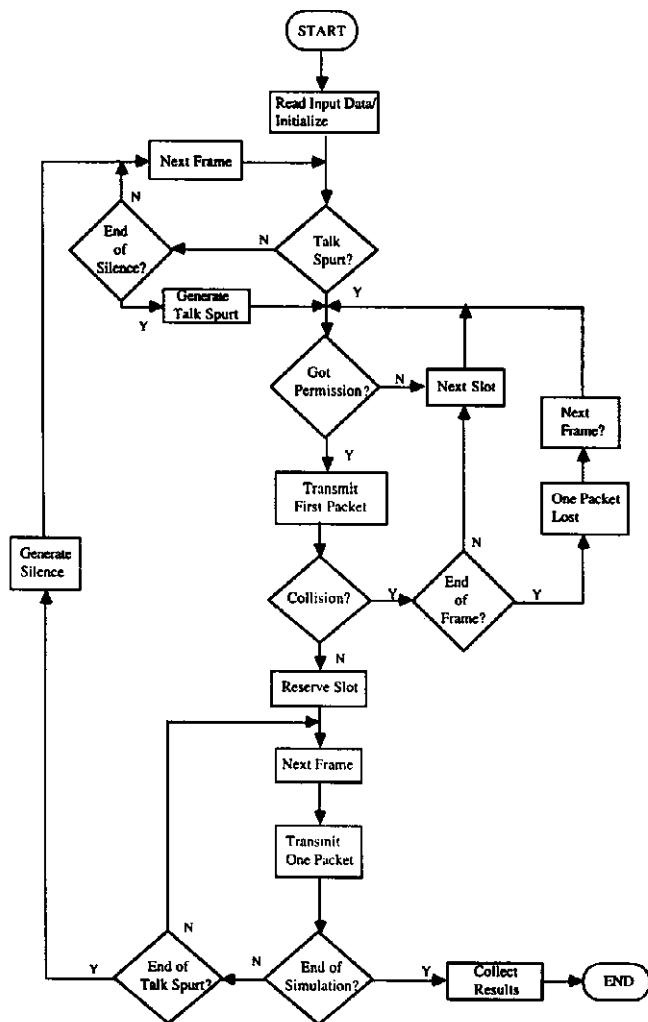 START
Read Input Data/
Initialize
Next Frame
N
End
of
Silence?
N
Talk
Spurt?
Y
Generate
Talk Spurt
Y
Y
Got
Permission?
N
Next Slot
Next
Frame?
Y
Transmit
First Packet
One Packet
Lost
N
Generate
Silence
Collision?
Y
End
of
Frame?
Y
N
Reserve Slot
Next Frame
Transmit
One Packet
N
End of
Talk Spurt?
Y
N
End of
Simulation?
Y
Collect
Results
END